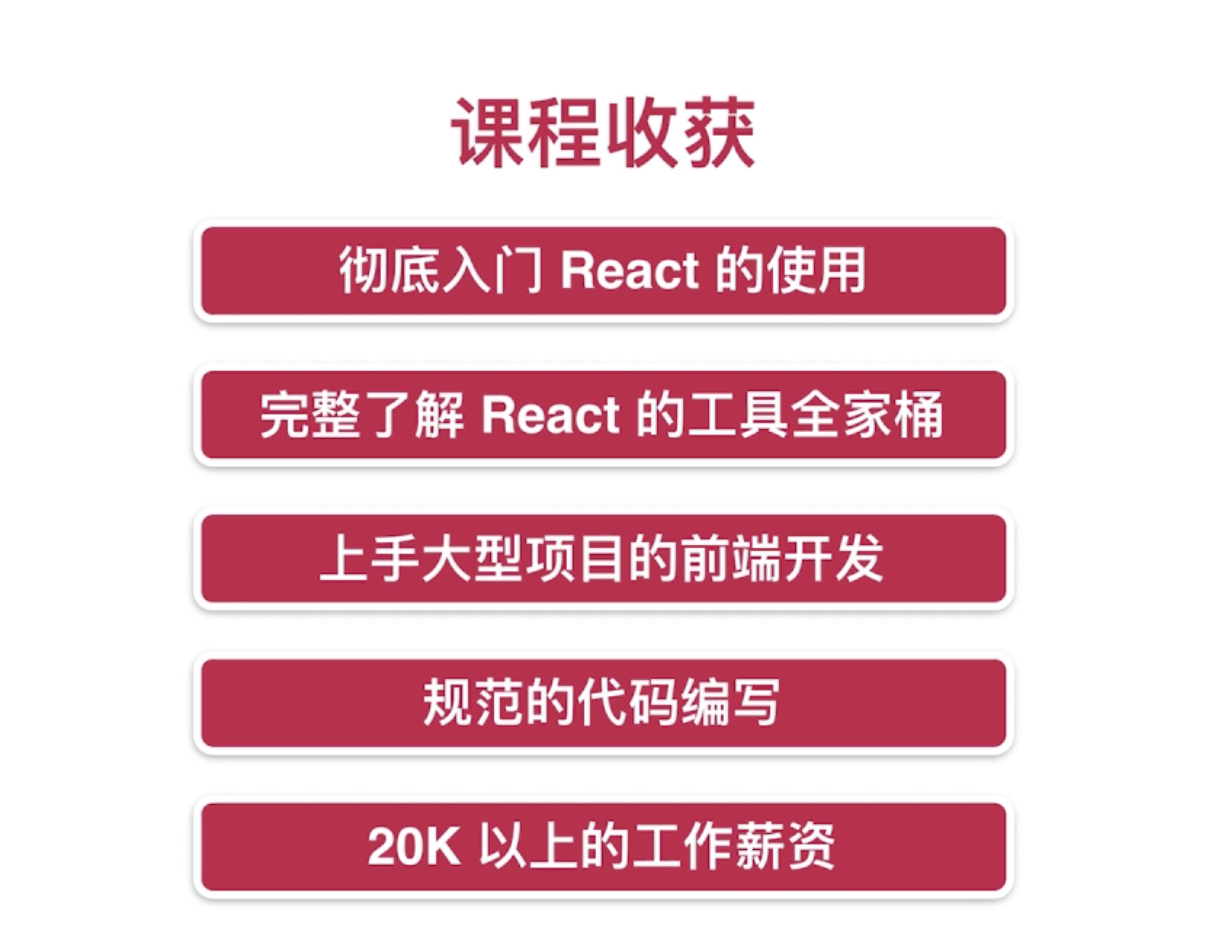 课程收获
彻底入门 React 的使用
完整了解 React 的工具全家桶
上手大型项目的前端开发
规范的代码编写
20K 以上的工作薪资